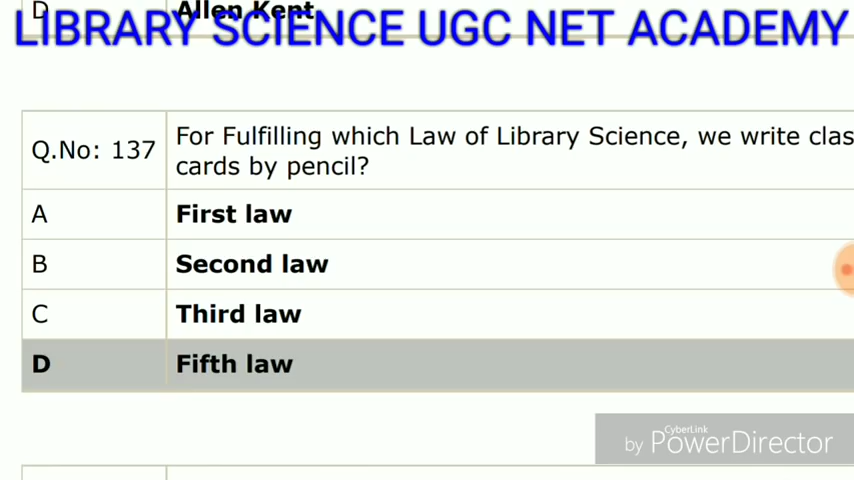 D Allen Kent
LIBRARY SCIENCE UGC NET ACADEMY
Q.No: 137 For Fulfilling which Law of Library Science, we write
cards by pencil?
A First law
B Second law
C Third law
D Fifth law
CyberLink
by PowerDirector